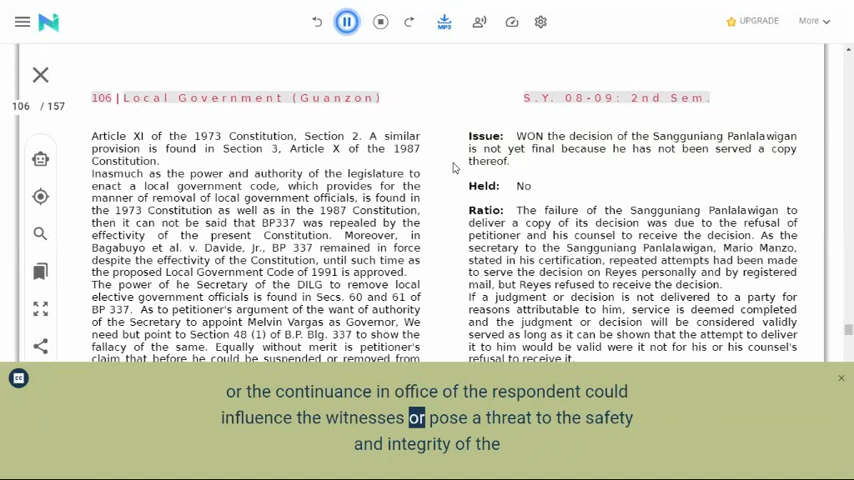 MP3
UPGRADE
More
106 / 157
106 | Local Government (Guanzon)
S.Y. 08-09: 2nd Sem.
Article XI of the 1973 Constitution, Section 2. A similar
provision is found in Section 3, Article X of the 1987
Constitution.
Inasmuch as the power and authority of the legislature to
enact a local government code, which provides for the
manner of removal of local government officials, is found in
the 1973 Constitution as well as in the 1987 Constitution,
then it can not be said that BP337 was repealed by the
effectivity of the present Constitution. Moreover, in
Bagabuyo et al. v. Davide, Jr., BP 337 remained in force
despite the effectivity of the Constitution, until such time as
the proposed Local Government Code of 1991 is approved.
The power of he Secretary of the DILG to remove local
elective government officials is found in Secs. 60 and 61 of
BP 337. As to petitioner's argument of the want of authority
of the Secretary to appoint Melvin Vargas as Governor, We
need but point to Section 48 (1) of B.P. Blg. 337 to show the
fallacy of the same. Equally without merit is petitioner's
claim that before he could be suspended or removed from
Issue: WON the decision of the Sangguniang Panlalawigan
is not yet final because he has not been served a copy
thereof.
Held: No
Ratio: The failure of the Sangguniang Panlalawigan to
deliver a copy of its decision was due to the refusal of
petitioner and his counsel to receive the decision. As the
secretary to the Sangguniang Panlalawigan, Mario Manzo,
stated in his certification, repeated attempts had been made
to serve the decision on Reyes personally and by registered
mail, but Reyes refused to receive the decision.
If a judgment or decision is not delivered to a party for
reasons attributable to him, service is deemed completed
and the judgment or decision will be considered validly
served as long as it can be shown that the attempt to deliver
it to him would be valid were it not for his or his counsel's
refusal to receive it.
or the continuance in office of the respondent could
influence the witnesses or pose a threat to the safety
and integrity of the